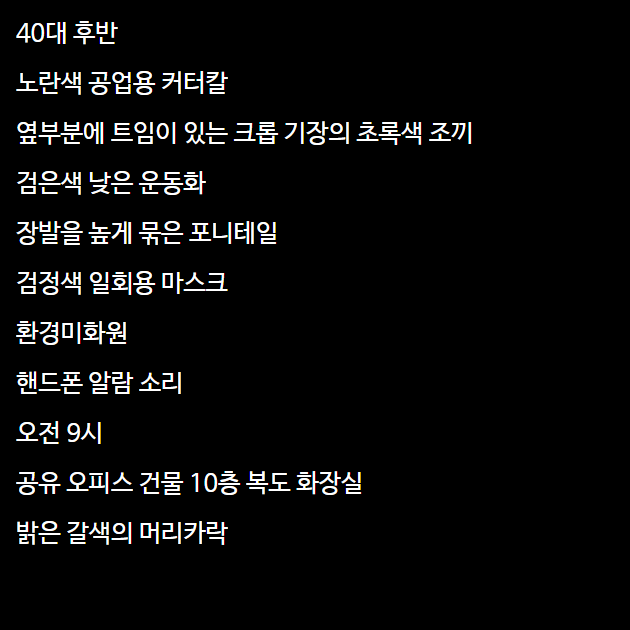 40대 후반
노란색 공업용 커터칼
옆부분에 트임이 있는 크롭 기장의 초록색 조끼
검은색 낮은 운동화
장발을 높게 묶은 포니테일
검정색 일회용 마스크
환경미화원
핸드폰 알람 소리
오전 9시
공유 오피스 건물 10층 복도 화장실
밝은 갈색의 머리카락